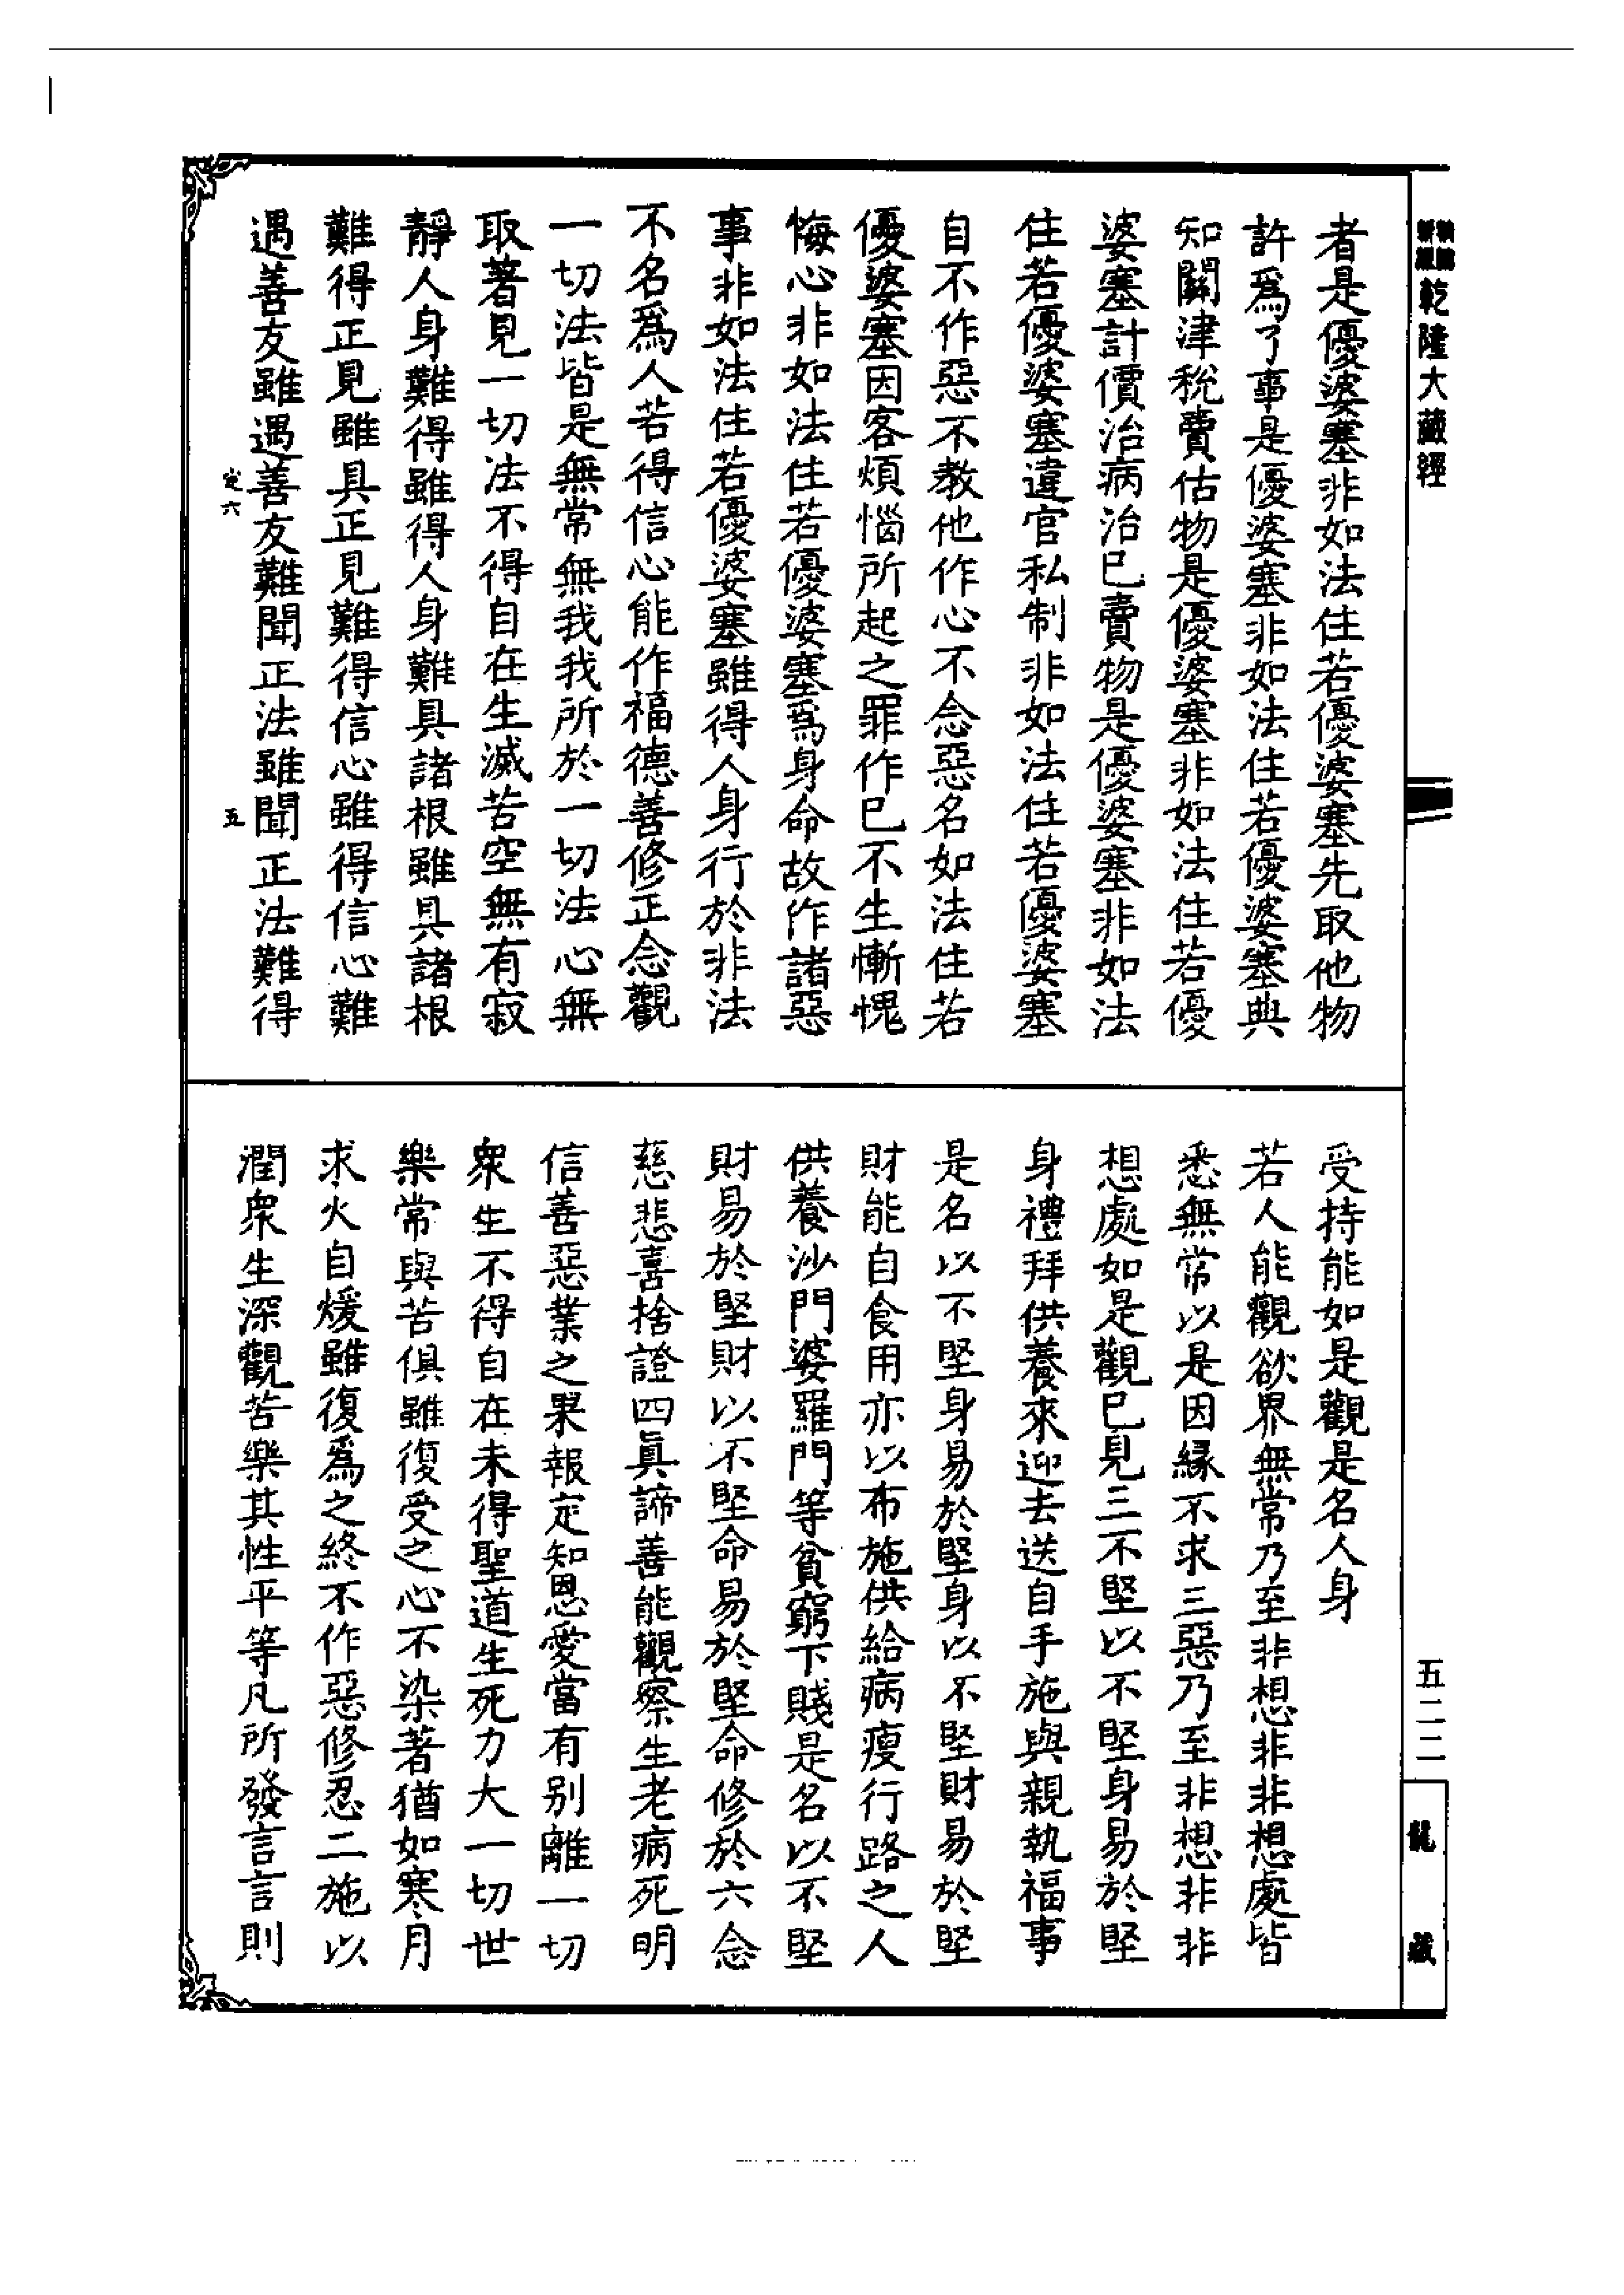 乾隆大藏經
者是優婆塞非如法住若優婆塞先取他物
許爲了事是優婆塞非如法住若優婆塞典
知關津稅賣估物是優婆塞非如法住若優
婆塞計價治病治已賣物是優婆塞非如法
住若優婆塞違官私制非如法住若優婆塞
自不作惡不教他作心不念惡名如法住若
優婆塞因客煩惱所起之罪作已不生慚愧
悔心非如法住若優婆塞爲身命故作諸惡
事非如法住若優婆塞雖得人身行於非法
不名爲人若得信心能作福德善修正念觀
一切法皆是無常無我我所於一切法心無
取著見一切法不得自在生滅苦空無有寂
靜人身難得雖得人身難具諸根雖具諸根
難得正見雖具正見難得信心雖得信心難
遇善友雖遇善友難聞正法雖聞正法難得
定六
五
受持能如是觀是名人身
若人能觀欲界無常乃至非想非非想處皆
悉無常以是因緣不求三惡乃至非想非非
想處如是觀已見三不堅以不堅身易於堅
身禮拜供養來迎去送自手施與親執福事
是名以不堅身易於堅身以不堅財易於堅
財能自食用亦以布施供給病瘦行路之人
供養沙門婆羅門等貧窮下賤是名以不堅
財易於堅財以不堅命易於堅命修於六念
慈悲喜捨證四眞諦善能觀察生老病死明
信善惡業之果報定知恩愛當有別離一切
衆生不得自在未得聖道生死力大一切世
樂常與苦俱雖復受之心不染著猶如寒月
求火自煖雖復爲之終不作惡修忍二施以
潤衆生深觀苦樂其性平等凡所發言言則
五二二
龍藏